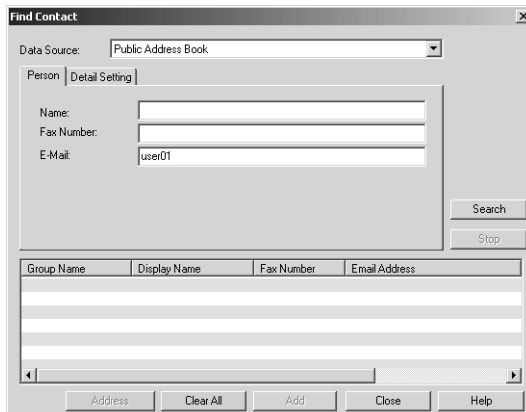 Find Contact
Data Source: Public Address Book
Person Detail Setting
Name:
Fax Number:
E-Mail: user01
Search
Stop
Group Name Display Name Fax Number Email Address
Address Clear All Add Close Help